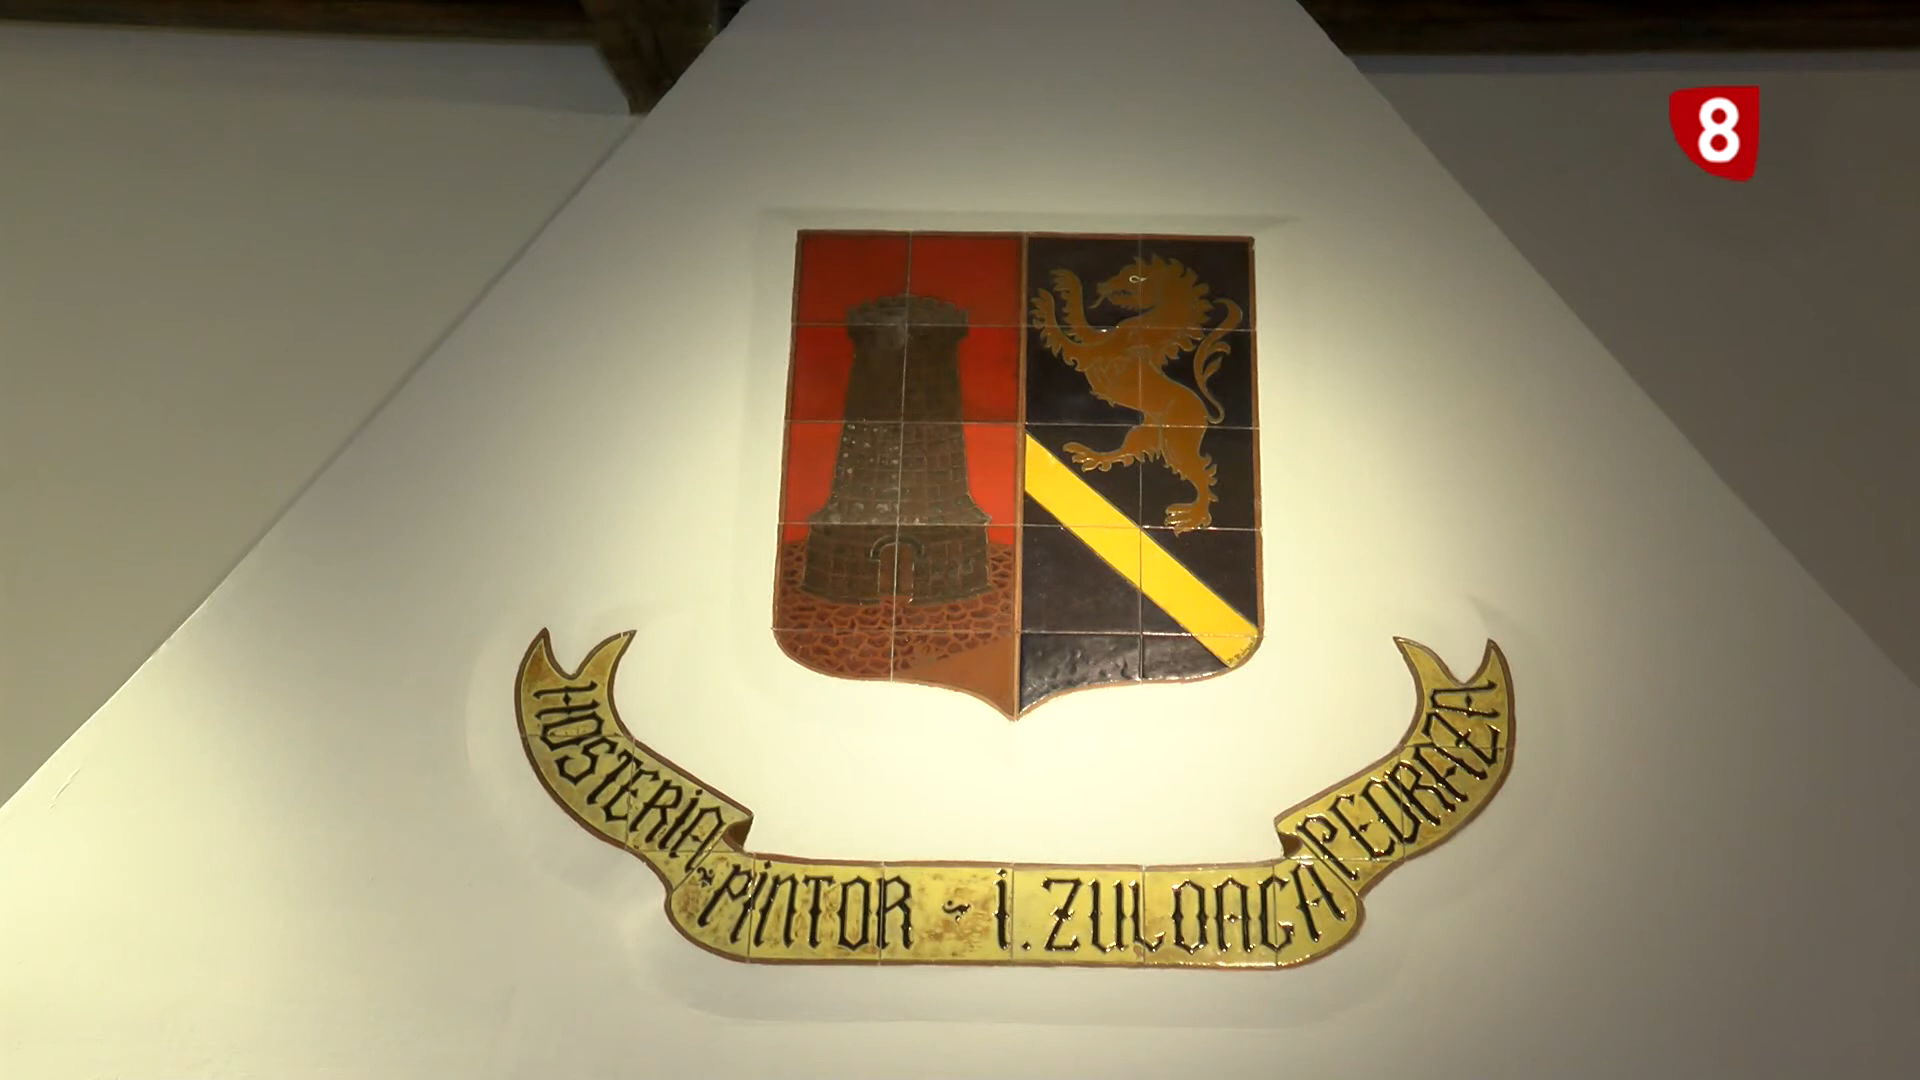 8
HOSTERiA
PiNTOR - i. ZULOAGA
PEDRAZA